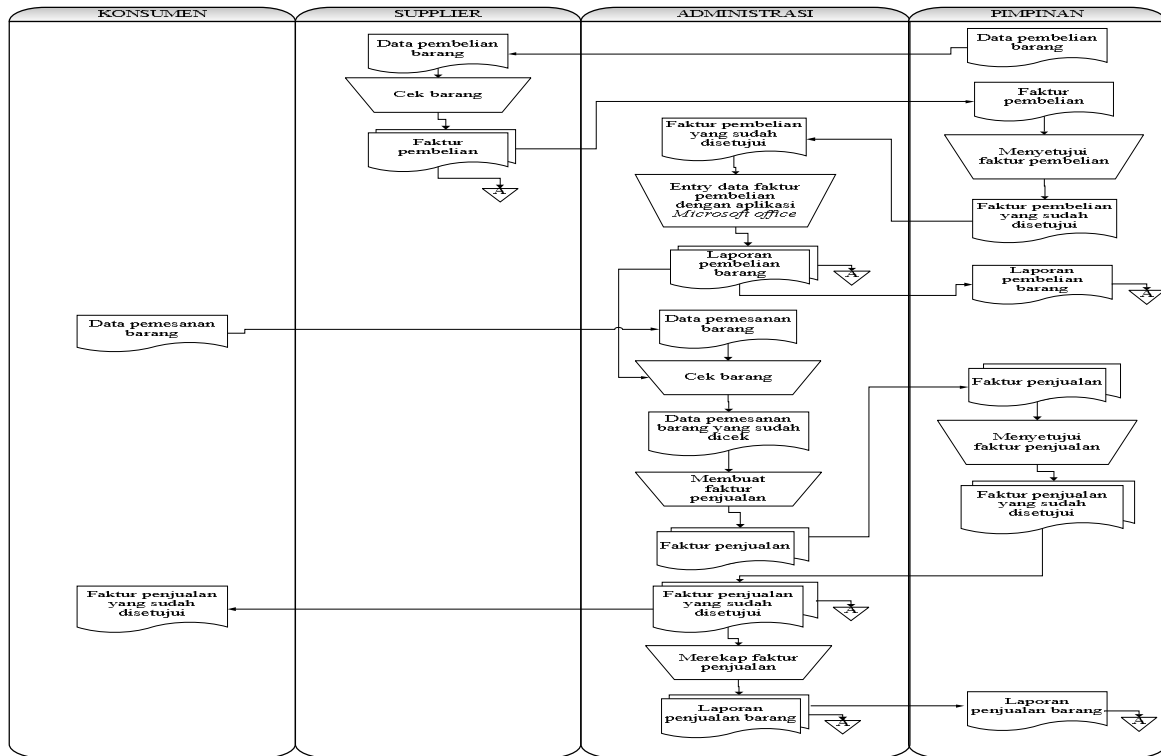 KONSUMEN
SUPPLIER
ADMINISTRASI
PIMPINAN
Data pembelian
barang
Data pembelian
barang
Cek barang
Faktur
pembelian
A
Faktur
pembelian
Menyetujui
faktur pembelian
Faktur pembelian
yang sudah
disetujui
Faktur pembelian
yang sudah
disetujui
Entry data faktur
pembelian
dengan aplikasi
Microsoft office
Laporan
pembelian
barang
A
Laporan
pembelian
barang
A
Data pemesanan
barang
Data pemesanan
barang
Cek barang
Data pemesanan
barang yang sudah
dicek
Membuat
faktur
penjualan
Faktur penjualan
Faktur penjualan
Menyetujui
faktur penjualan
Faktur penjualan
yang sudah
disetujui
Faktur penjualan
yang sudah
disetujui
A
Faktur penjualan
yang sudah
disetujui
Merekap faktur
penjualan
Laporan
penjualan barang
A
Laporan
penjualan barang
A